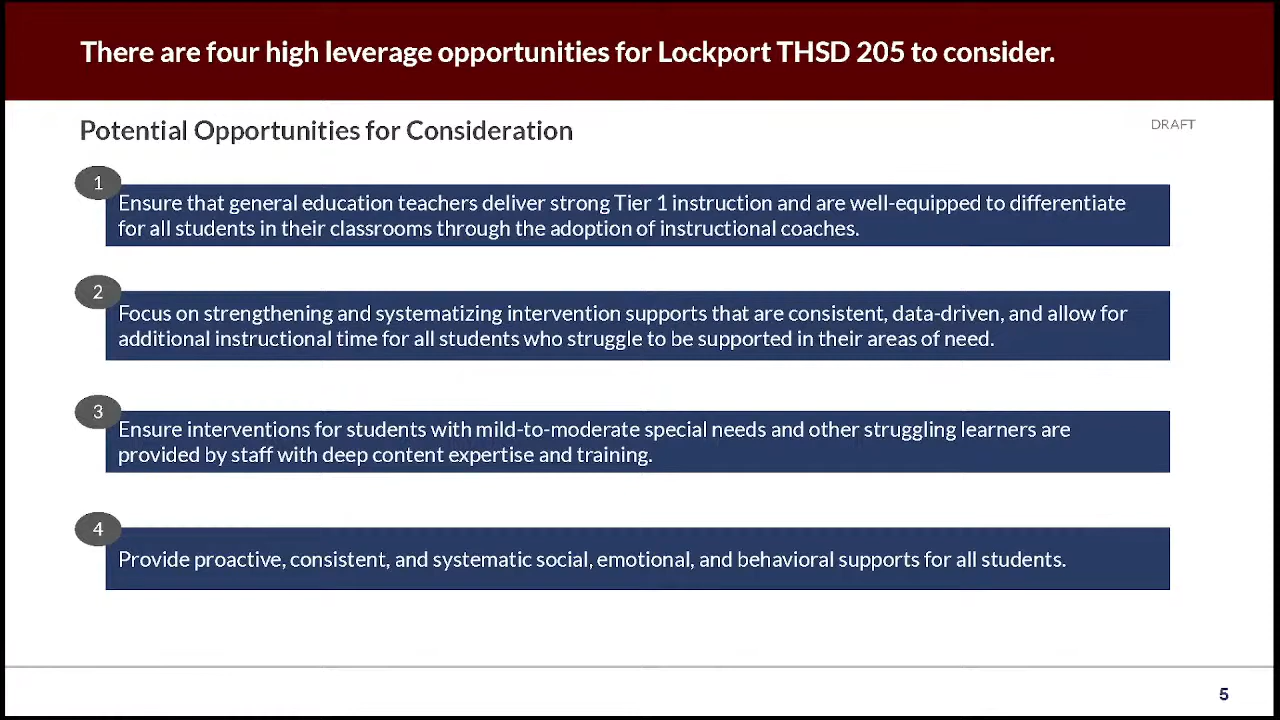 There are four high leverage opportunities for Lockport THSD 205 to consider.
Potential Opportunities for Consideration
DRAFT
1
Ensure that general education teachers deliver strong Tier 1 instruction and are well-equipped to differentiate
for all students in their classrooms through the adoption of instructional coaches.
2
Focus on strengthening and systematizing intervention supports that are consistent, data-driven, and allow for
additional instructional time for all students who struggle to be supported in their areas of need.
3
Ensure interventions for students with mild-to-moderate special needs and other struggling learners are
provided by staff with deep content expertise and training.
4
Provide proactive, consistent, and systematic social, emotional, and behavioral supports for all students.
5